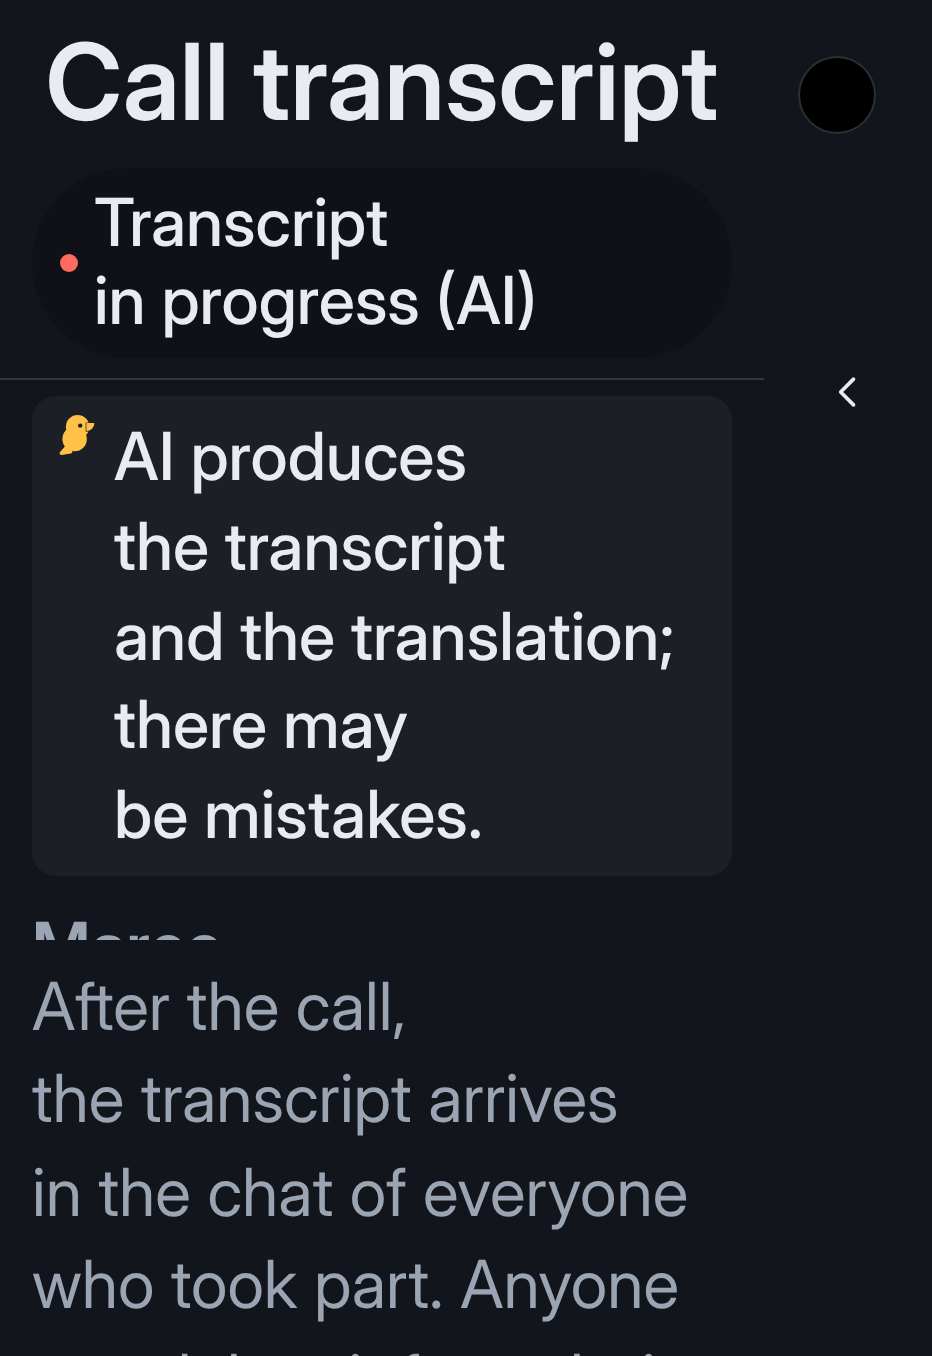 Call transcript
Transcript
in progress (AI)
AI produces
the transcript
and the translation;
there may
be mistakes.
After the call,
the transcript arrives
in the chat of everyone
who took part. Anyone